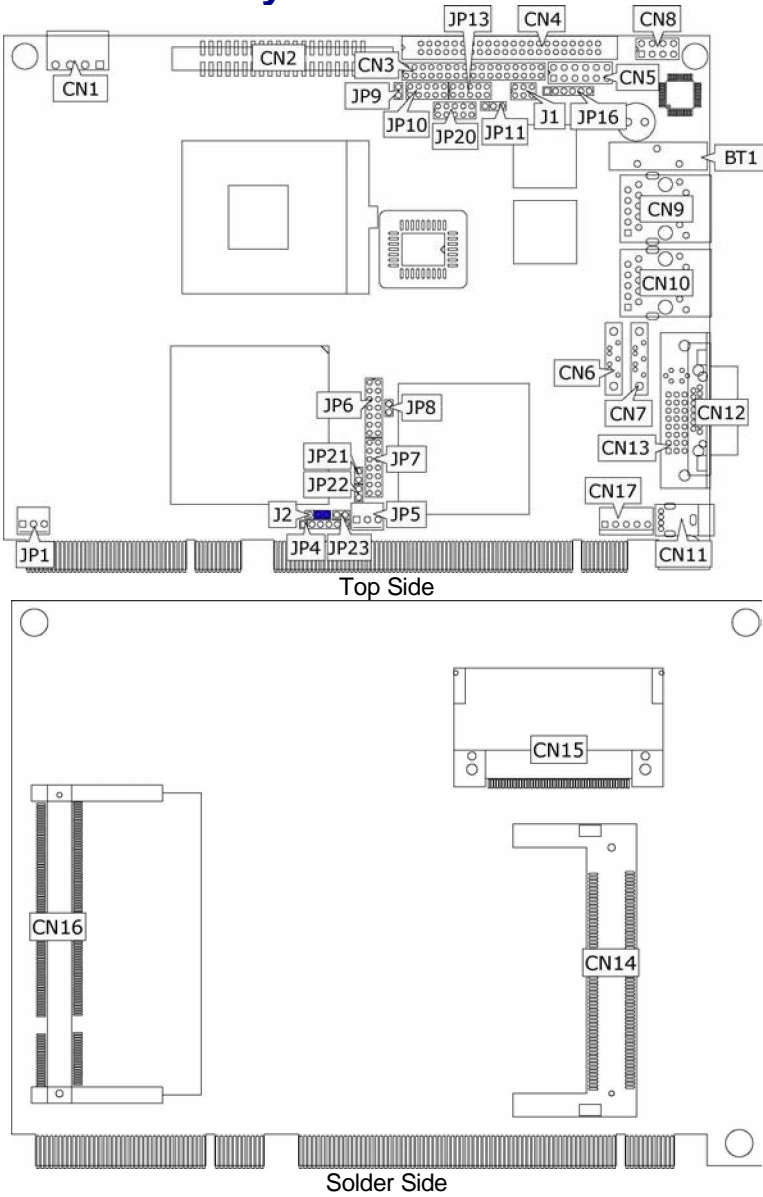 JP13 CN4 CN8
CN2 CN3 CN5
CN1
JP9
JP10 JP20 JP11 J1 JP16
BT1
CN9
CN10
CN6
CN7 CN12
JP6 JP8
CN13
JP21 JP7
JP22
CN17
J2 JP5
JP1 JP4 JP23 CN11
Top Side
CN15
CN16
CN14
Solder Side